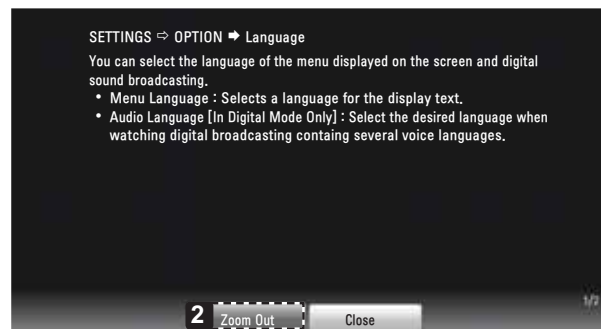 SETTINGS ⇨ OPTION ➡ Language
You can select the language of the menu displayed on the screen and digital
sound broadcasting.
• Menu Language : Selects a language for the display text.
• Audio Language [In Digital Mode Only] : Select the desired language when
watching digital broadcasting containg several voice languages.
1/2
2 Zoom Out Close